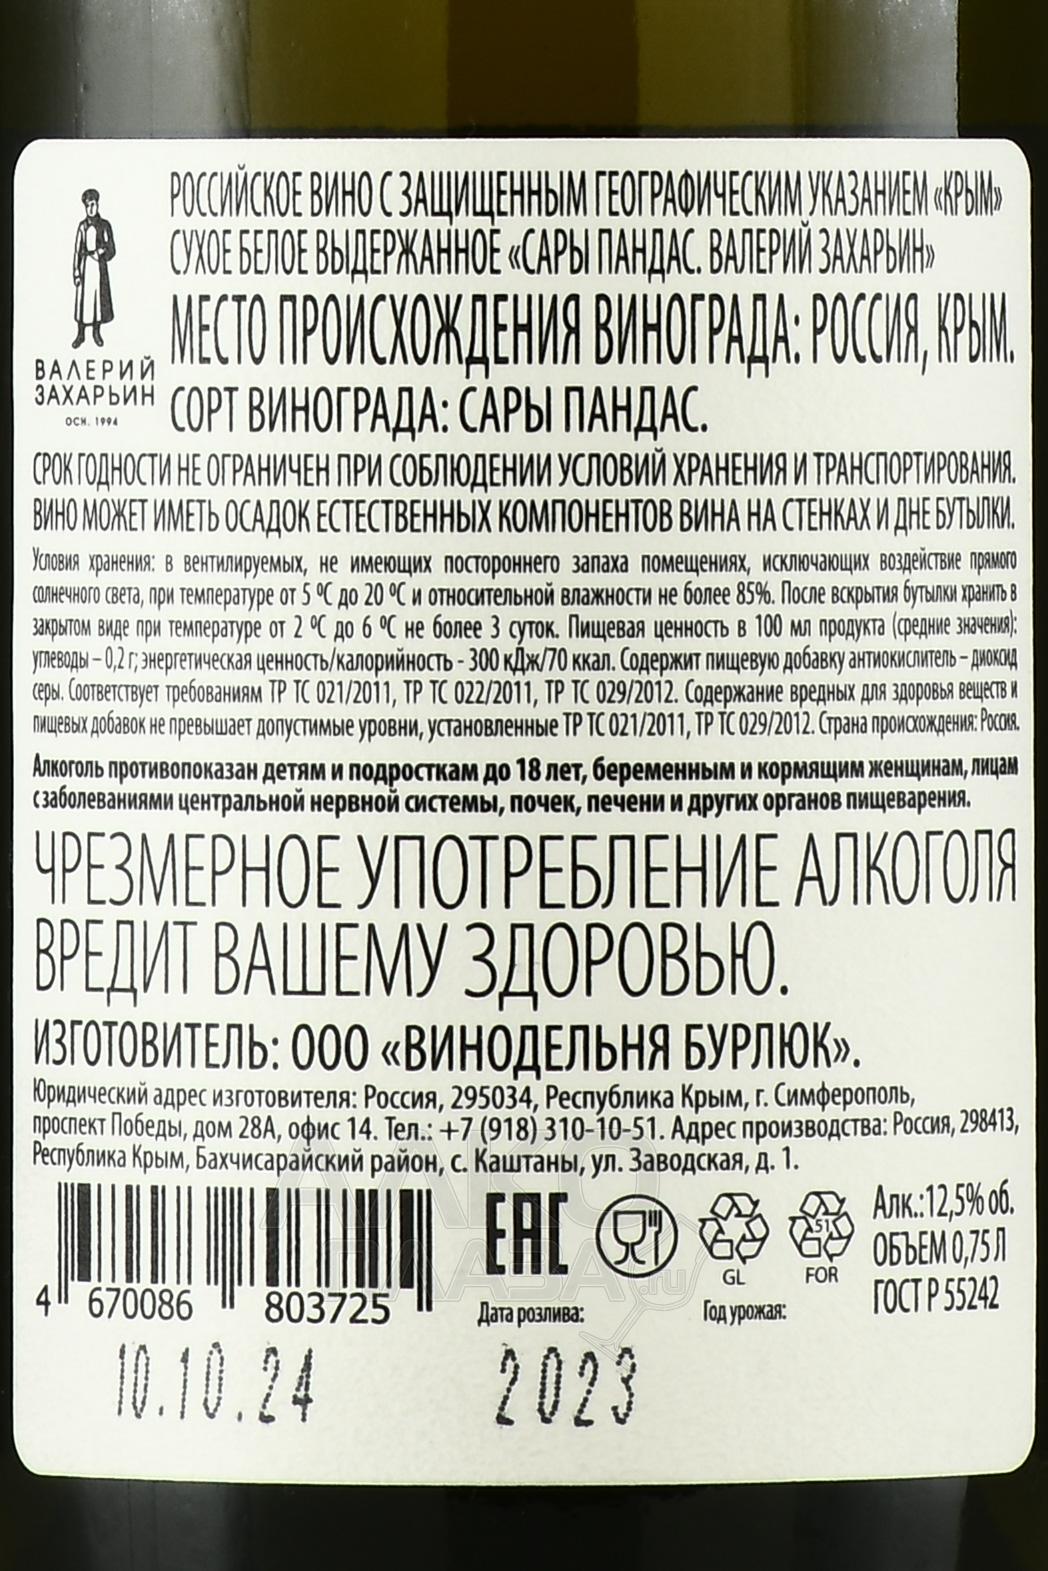 РОССИЙСКОЕ ВИНО С ЗАЩИЩЕННЫМ ГЕОГРАФИЧЕСКИМ УКАЗАНИЕМ «КРЫМ»
СУХОЕ БЕЛОЕ ВЫДЕРЖАННОЕ «САРЫ ПАНДАС. ВАЛЕРИЙ ЗАХАРЬИН»
МЕСТО ПРОИСХОЖДЕНИЯ ВИНОГРАДА: РОССИЯ, КРЫМ.
СОРТ ВИНОГРАДА: САРЫ ПАНДАС.
ВАЛЕРИЙ
ЗАХАРЬИН
ОСН. 1994
СРОК ГОДНОСТИ НЕ ОГРАНИЧЕН ПРИ СОБЛЮДЕНИИ УСЛОВИЙ ХРАНЕНИЯ И ТРАНСПОРТИРОВАНИЯ.
ВИНО МОЖЕТ ИМЕТЬ ОСАДОК ЕСТЕСТВЕННЫХ КОМПОНЕНТОВ ВИНА НА СТЕНКАХ И ДНЕ БУТЫЛКИ.
Условия хранения: в вентилируемых, не имеющих постороннего запаха помещениях, исключающих воздействие прямого
солнечного света, при температуре от 5 ºС до 20 ºС и относительной влажности не более 85%. После вскрытия бутылки хранить в
закрытом виде при температуре от 2 ºС до 6 ºС не более 3 суток. Пищевая ценность в 100 мл продукта (средние значения):
углеводы – 0,2 г; энергетическая ценность/калорийность - 300 кДж/70 ккал. Содержит пищевую добавку антиокислитель – диоксид
серы. Соответствует требованиям ТР ТС 021/2011, ТР ТС 022/2011, ТР ТС 029/2012. Содержание вредных для здоровья веществ и
пищевых добавок не превышает допустимые уровни, установленные ТР ТС 021/2011, ТР ТС 029/2012. Страна происхождения: Россия.
Алкоголь противопоказан детям и подросткам до 18 лет, беременным и кормящим женщинам, лицам
с заболеваниями центральной нервной системы, почек, печени и других органов пищеварения.
ЧРЕЗМЕРНОЕ УПОТРЕБЛЕНИЕ АЛКОГОЛЯ
ВРЕДИТ ВАШЕМУ ЗДОРОВЬЮ.
ИЗГОТОВИТЕЛЬ: ООО «ВИНОДЕЛЬНЯ БУРЛЮК».
Юридический адрес изготовителя: Россия, 295034, Республика Крым, г. Симферополь,
проспект Победы, дом 28А, офис 14. Тел.: +7 (918) 310-10-51. Адрес производства: Россия, 298413,
Республика Крым, Бахчисарайский район, с. Каштаны, ул. Заводская, д. 1.
АЛКО
ПЛАЗА.ru
4 670086 803725
EAC
GL
51
FOR
Алк.:12,5% об.
ОБЪЕМ 0,75 Л
ГОСТ Р 55242
Дата розлива:
Год урожая:
10.10.24
2023